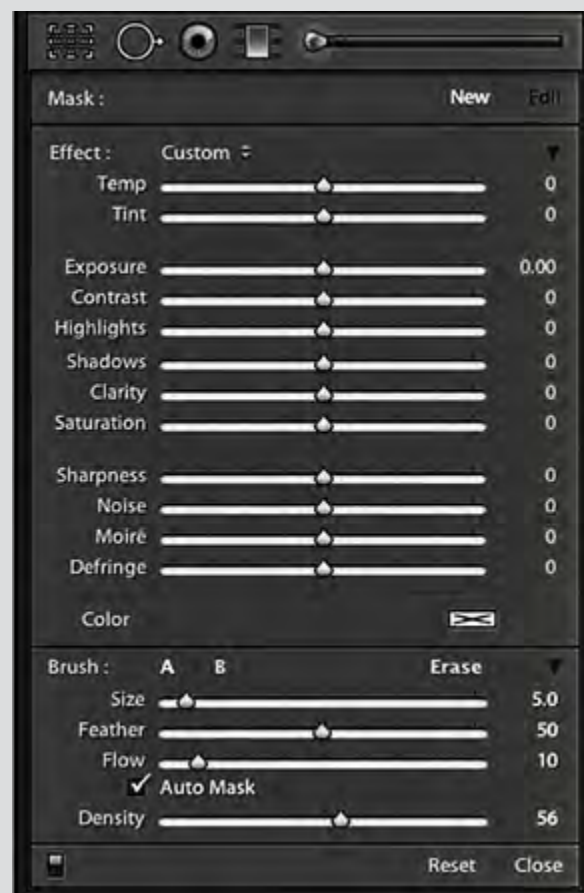 Mask : New Edit
Effect : Custom
Temp 0
Tint 0
Exposure 0.00
Contrast 0
Highlights 0
Shadows 0
Clarity 0
Saturation 0
Sharpness 0
Noise 0
Moiré 0
Defringe 0
Color
Brush : A B Erase
Size 5.0
Feather 50
Flow 10
Auto Mask
Density 56
Reset Close